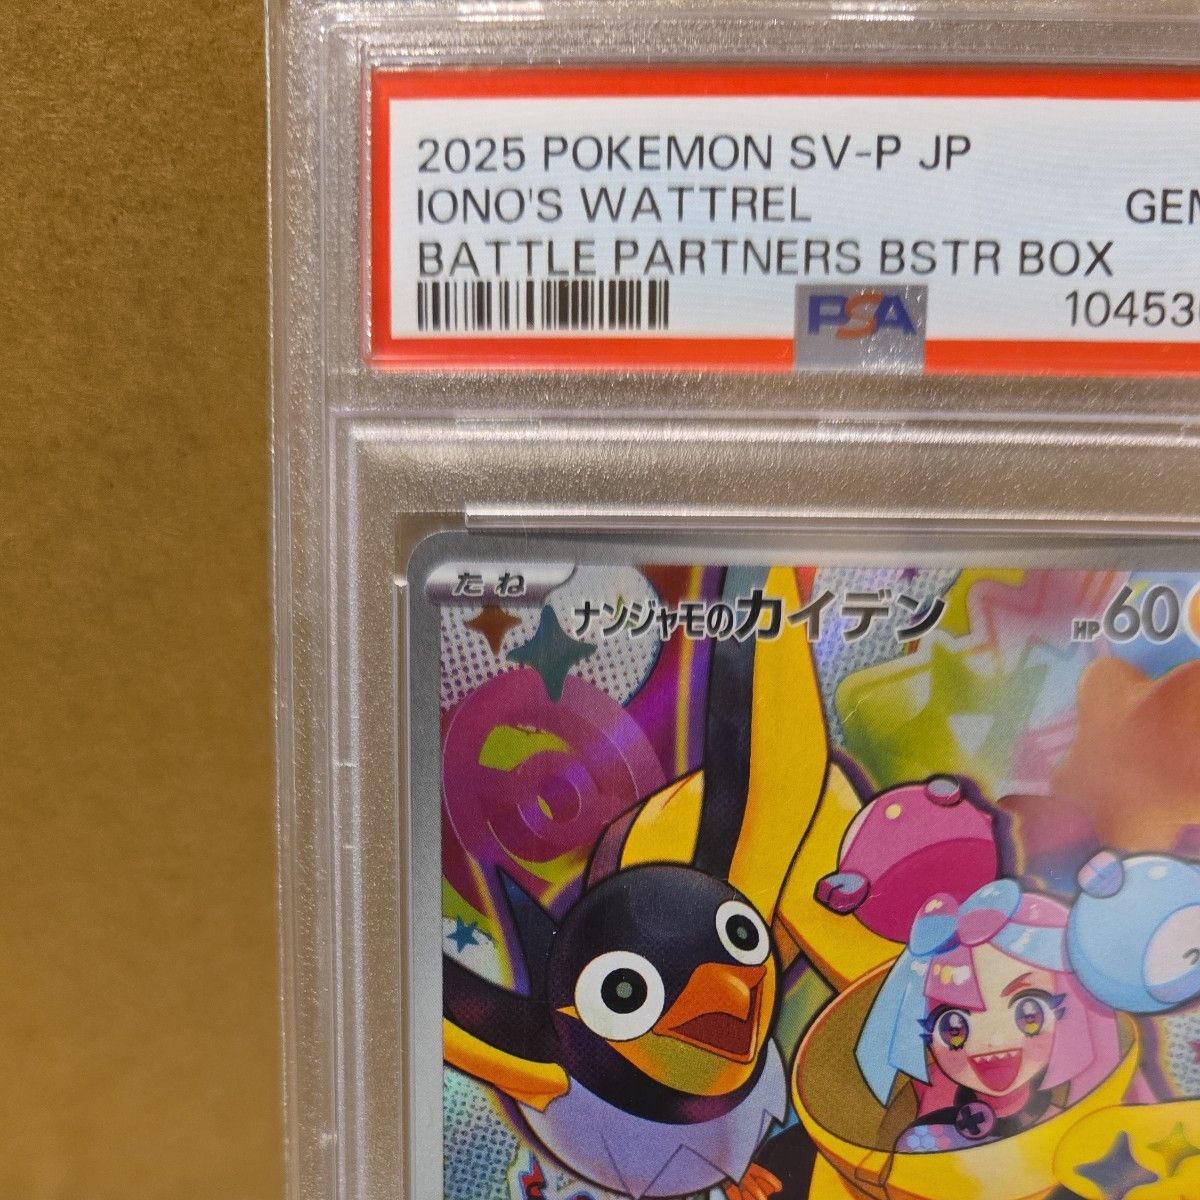 2025 POKEMON SV-P JP
IONO'S WATTREL GEM
BATTLE PARTNERS BSTR BOX
PSA
たね ナンジャモのカイデン HP60